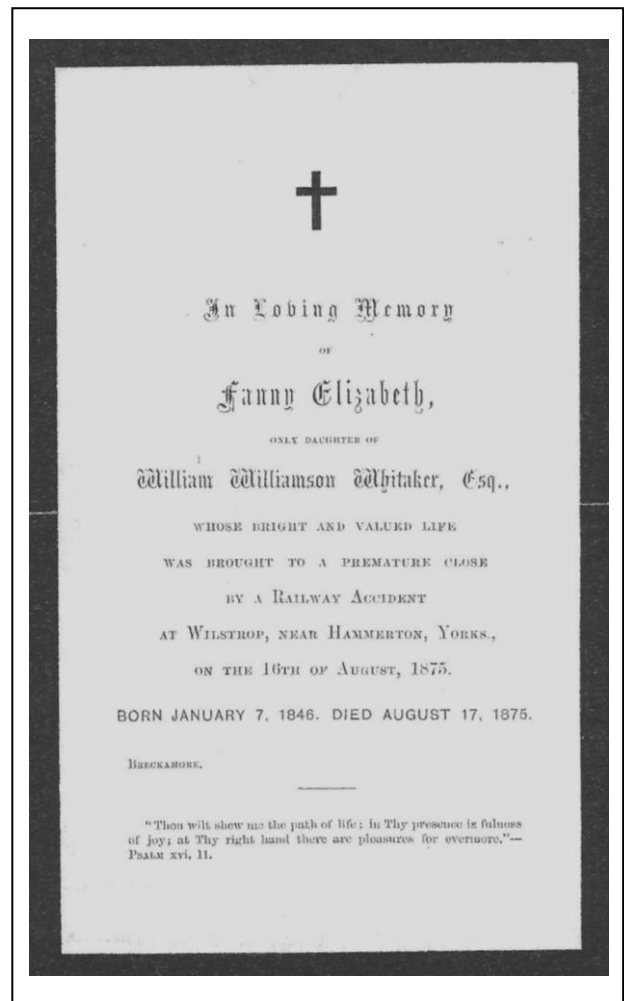 In Loving Memory
OF
Fanny Elizabeth,
ONLY DAUGHTER OF
William Williamson Whitaker, Esq.,
WHOSE BRIGHT AND VALUED LIFE
WAS BROUGHT TO A PREMATURE CLOSE
BY A RAILWAY ACCIDENT
AT WILSTROP, NEAR HAMMERTON, YORKS.,
ON THE 16TH OF AUGUST, 1875.
BORN JANUARY 7, 1846. DIED AUGUST 17, 1875.
BRECKAMORE.
"Thou wilt shew me the path of life: in Thy presence is fulness
of joy; at Thy right hand there are pleasures for evermore."—
PSALM xvi, 11.